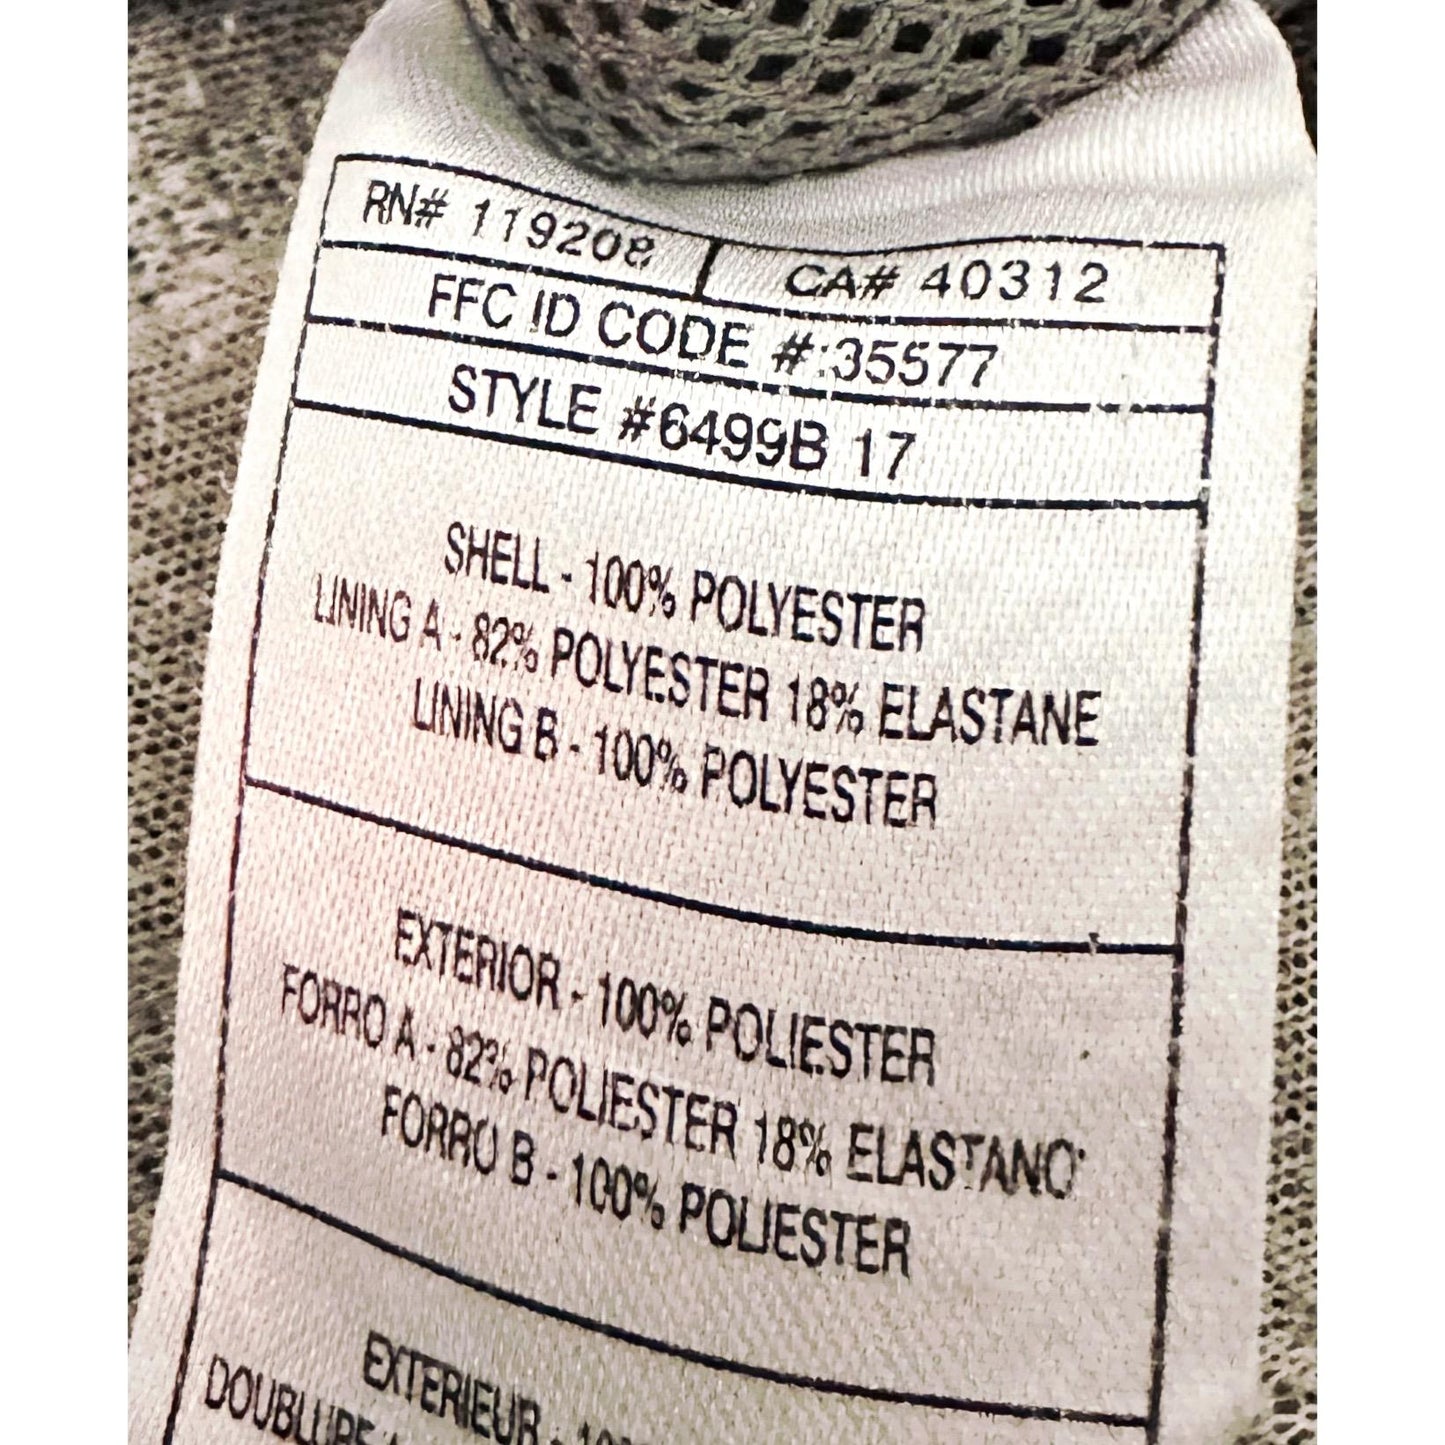 RN# 119208 CA# 40312
FFC ID CODE #:35577
STYLE #6499B 17
SHELL - 100% POLYESTER
LINING A - 82% POLYESTER 18% ELASTANE
LINING B - 100% POLYESTER
EXTERIOR - 100% POLIESTER
FORRO A - 82% POLIESTER 18% ELASTANO
FORRO B - 100% POLIESTER
EXTERIEUR -
DOUBLURE